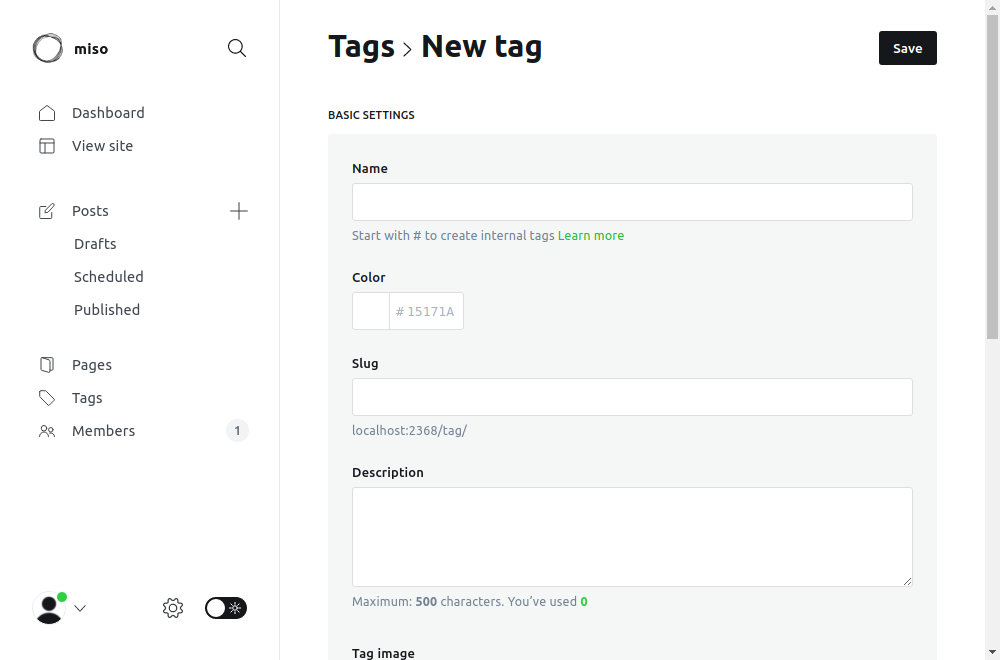 miso
Dashboard
View site
Posts
Drafts
Scheduled
Published
Pages
Tags
Members 1
Tags New tag
Save
BASIC SETTINGS
Name
Start with # to create internal tags Learn more
Color
# 15171A
Slug
localhost:2368/tag/
Description
Maximum: 500 characters. You’ve used 0
Tag image